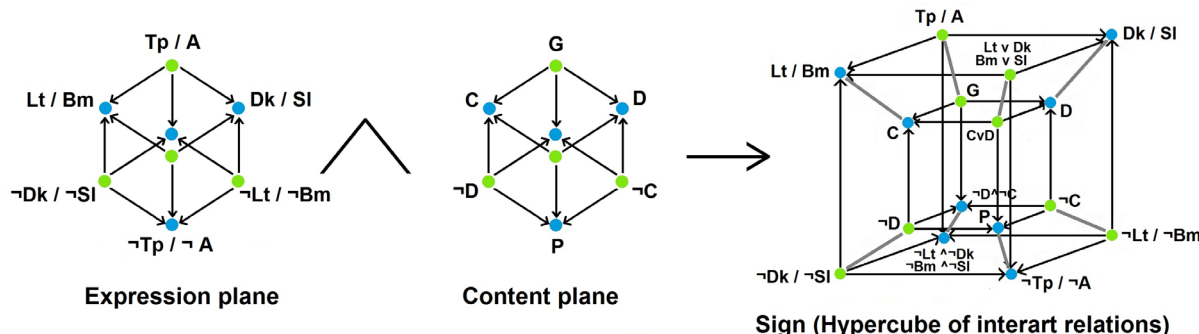 Tp / A
Lt / Bm
Dk / Sl
¬Dk / ¬Sl
¬Lt / ¬Bm
¬Tp / ¬ A
Expression plane
G
C
D
¬D
¬C
P
Content plane
Tp / A
Dk / Sl
Lt v Dk
Bm v Sl
Lt / Bm
G
D
C
CvD
¬D^¬C
¬C
¬D
P
¬Lt / ¬Bm
¬Lt ^¬Dk
¬Bm ^¬Sl
¬Dk / ¬Sl
¬Tp / ¬A
Sign (Hypercube of interart relations)